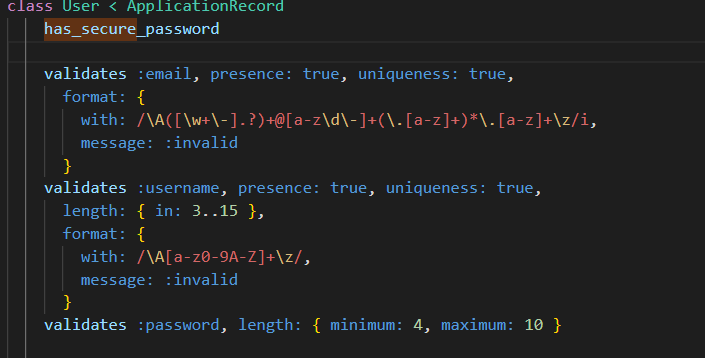 class User < ApplicationRecord
has_secure_password
validates :email, presence: true, uniqueness: true,
format: {
with: /\A([\w+\-].?)+@[a-z\d\-]+(\.[a-z]+)*\.[a-z]+\z/i,
message: :invalid
}
validates :username, presence: true, uniqueness: true,
length: { in: 3..15 },
format: {
with: /\A[a-z0-9A-Z]+\z/,
message: :invalid
}
validates :password, length: { minimum: 4, maximum: 10 }